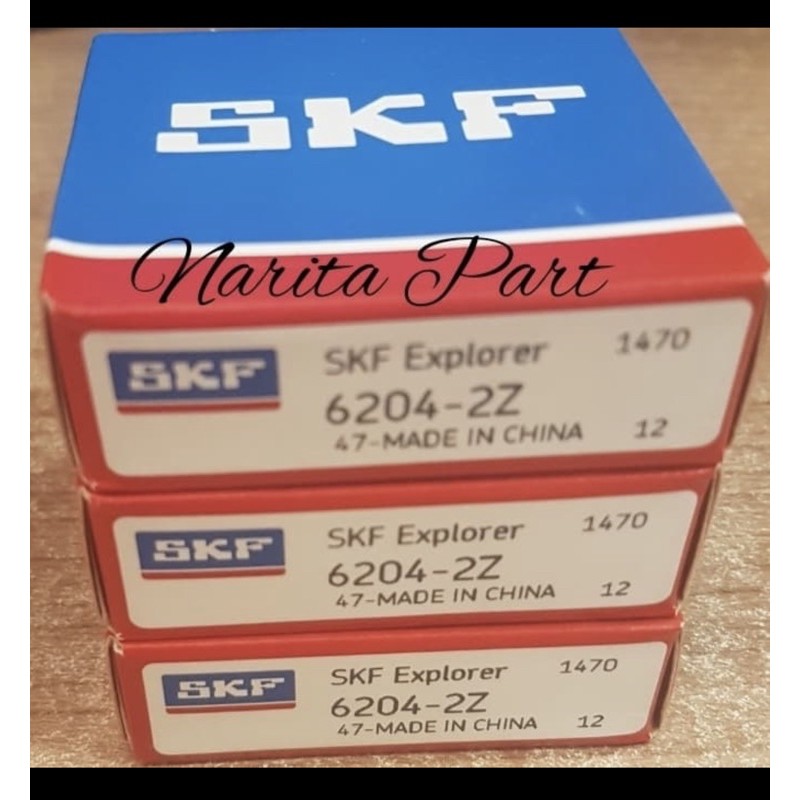 SKF
Narita Part
SKF
SKF Explorer
1470
6204-2Z
47-MADE IN CHINA
12
SKF
SKF Explorer
1470
6204-2Z
47-MADE IN CHINA
12
SKF
SKF Explorer
1470
6204-2Z
47-MADE IN CHINA
12